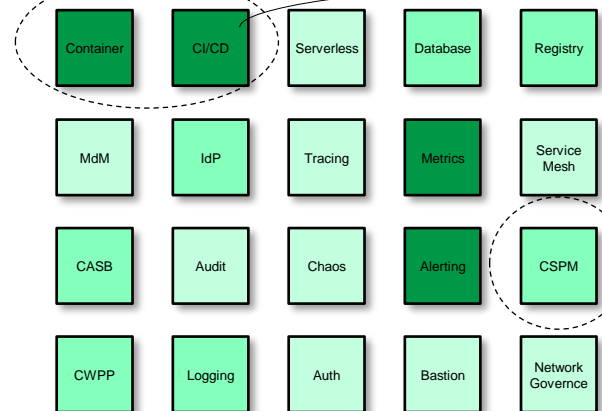 Container
CI/CD
Serverless
Database
Registry
MdM
IdP
Tracing
Metrics
Service
Mesh
CASB
Audit
Chaos
Alerting
CSPM
CWPP
Logging
Auth
Bastion
Network
Governce